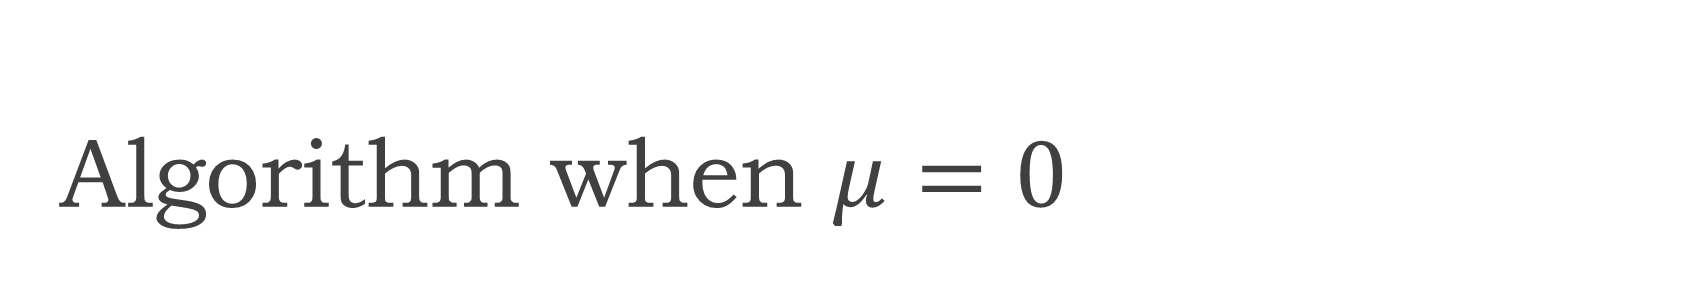 Algorithm when μ = 0